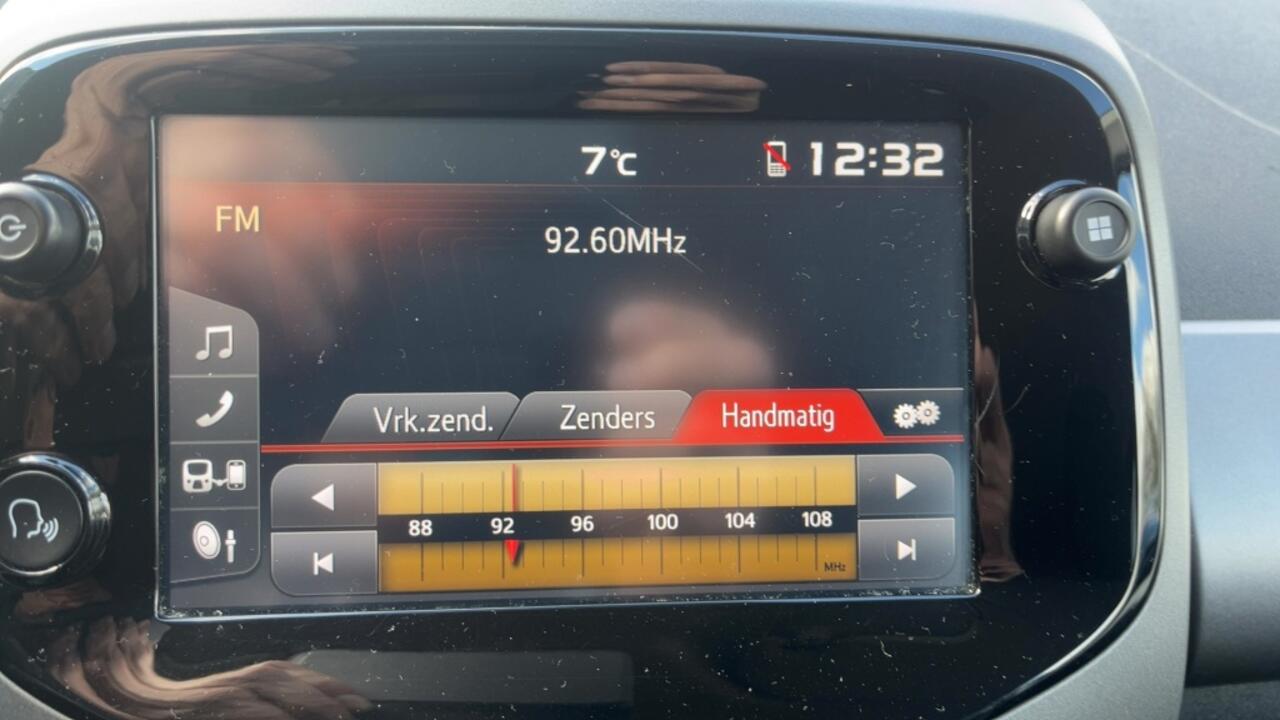 7℃ 12:32
FM
92.60MHz
Vrk.zend. Zenders Handmatig
88 92 96 100 104 108
MHz